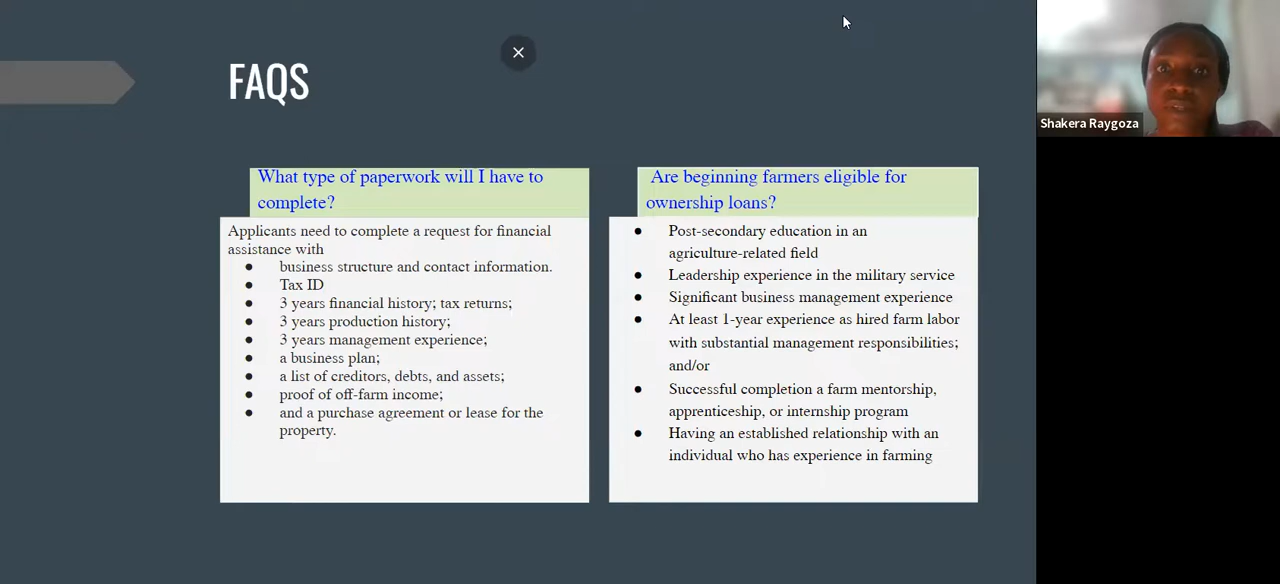 FAQS
What type of paperwork will I have to
complete?
Applicants need to complete a request for financial
assistance with
● business structure and contact information.
● Tax ID
● 3 years financial history; tax returns;
● 3 years production history;
● 3 years management experience;
● a business plan;
● a list of creditors, debts, and assets;
● proof of off-farm income;
● and a purchase agreement or lease for the
property.
Are beginning farmers eligible for
ownership loans?
● Post-secondary education in an
agriculture-related field
● Leadership experience in the military service
● Significant business management experience
● At least 1-year experience as hired farm labor
with substantial management responsibilities;
and/or
● Successful completion a farm mentorship,
apprenticeship, or internship program
● Having an established relationship with an
individual who has experience in farming
Shakera Raygoza